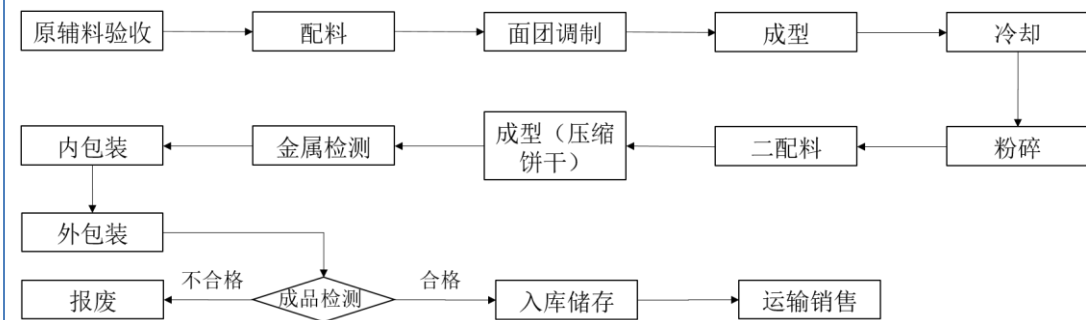 原辅料验收
配料
面团调制
成型
冷却
粉碎
二配料
成型（压缩
饼干）
金属检测
内包装
外包装
成品检测
不合格
报废
合格
入库储存
运输销售